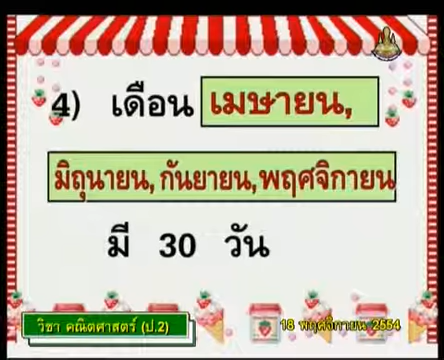 4) เดือน เมษายน,
มิถุนายน, กันยายน, พฤศจิกายน
มี 30 วัน
วิชา คณิตศาสตร์ (ป.2)
18 พฤศจิกายน 2554